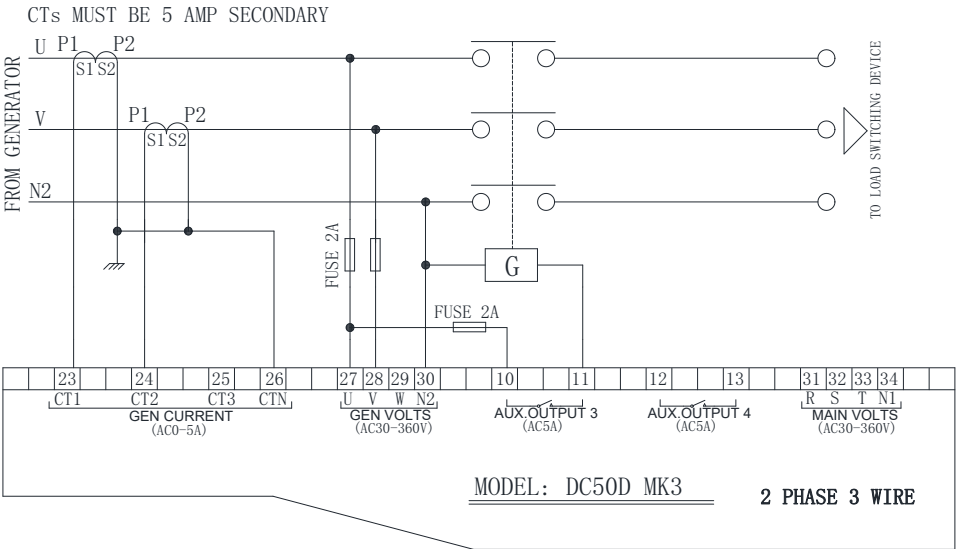 CTs MUST BE 5 AMP SECONDARY
U P1 P2
S1 S2
V P1 P2
S1 S2
N2
FROM GENERATOR
TO LOAD SWITCHING DEVICE
FUSE 2A
G
FUSE 2A
23 24 25 26 27 28 29 30 10 11 12 13 31 32 33 34
CT1 CT2 CT3 CTN U V W N2 R S T N1
GEN CURRENT
(AC0-5A)
GEN VOLTS
(AC30-360V)
AUX.OUTPUT 3
(AC5A)
AUX.OUTPUT 4
(AC5A)
MAIN VOLTS
(AC30-360V)
MODEL: DC50D MK3
2 PHASE 3 WIRE